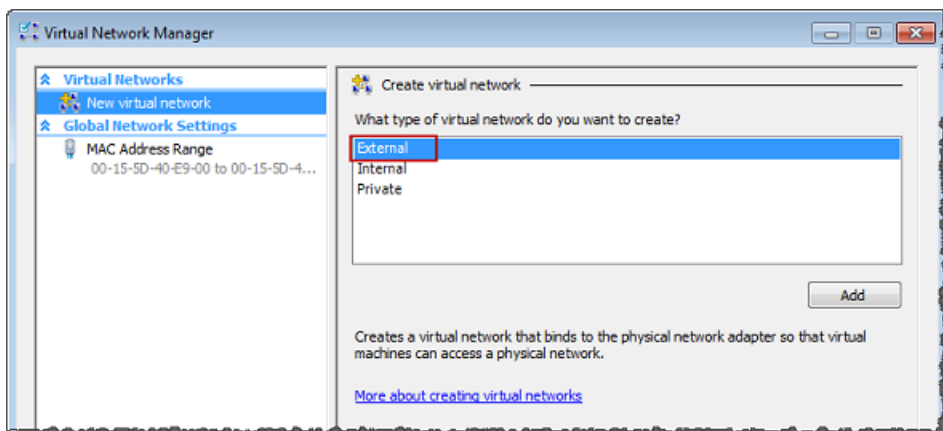 Virtual Network Manager
Virtual Networks
New virtual network
Global Network Settings
MAC Address Range
00-15-5D-40-E9-00 to 00-15-5D-4...
Create virtual network
What type of virtual network do you want to create?
External
Internal
Private
Add
Creates a virtual network that binds to the physical network adapter so that virtual
machines can access a physical network.
More about creating virtual networks